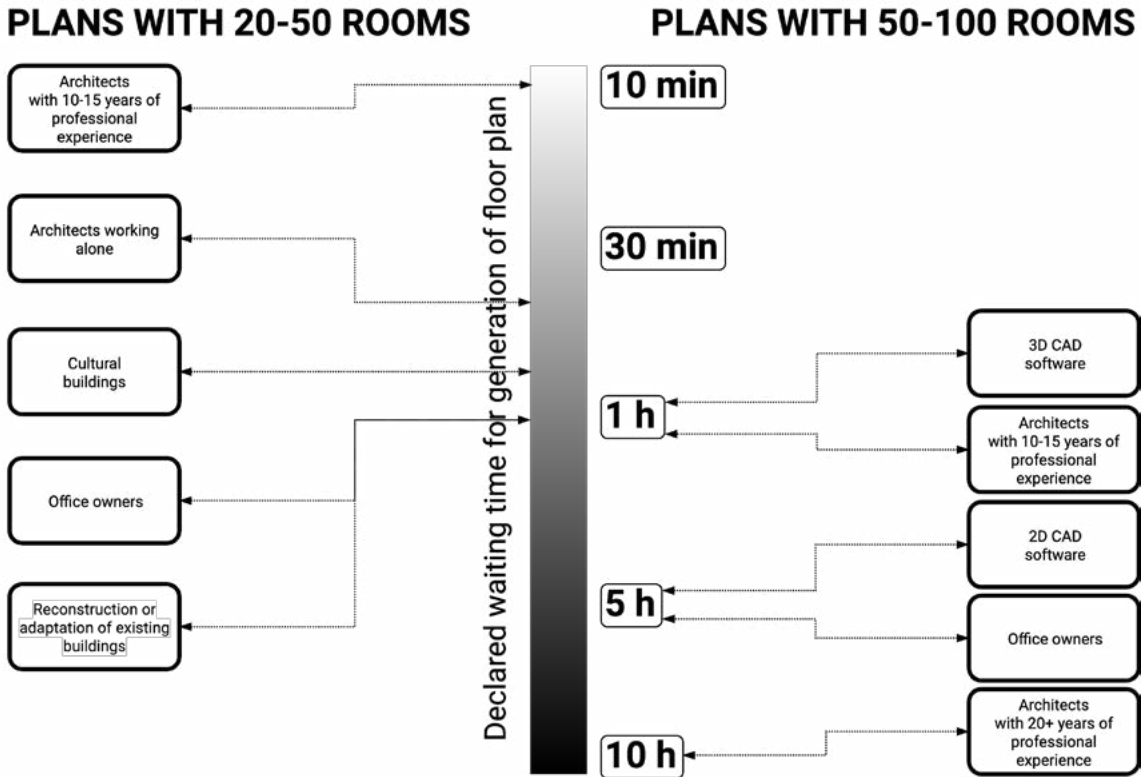 PLANS WITH 20-50 ROOMS
Architects
with 10-15 years of
professional
experience
Architects working
alone
Cultural
buildings
Office owners
Reconstruction or
adaptation of existing
buildings
Declared waiting time for generation of floor plan
PLANS WITH 50-100 ROOMS
10 min
30 min
1 h
5 h
10 h
3D CAD
software
Architects
with 10-15 years of
professional
experience
2D CAD
software
Office owners
Architects
with 20+ years of
professional
experience